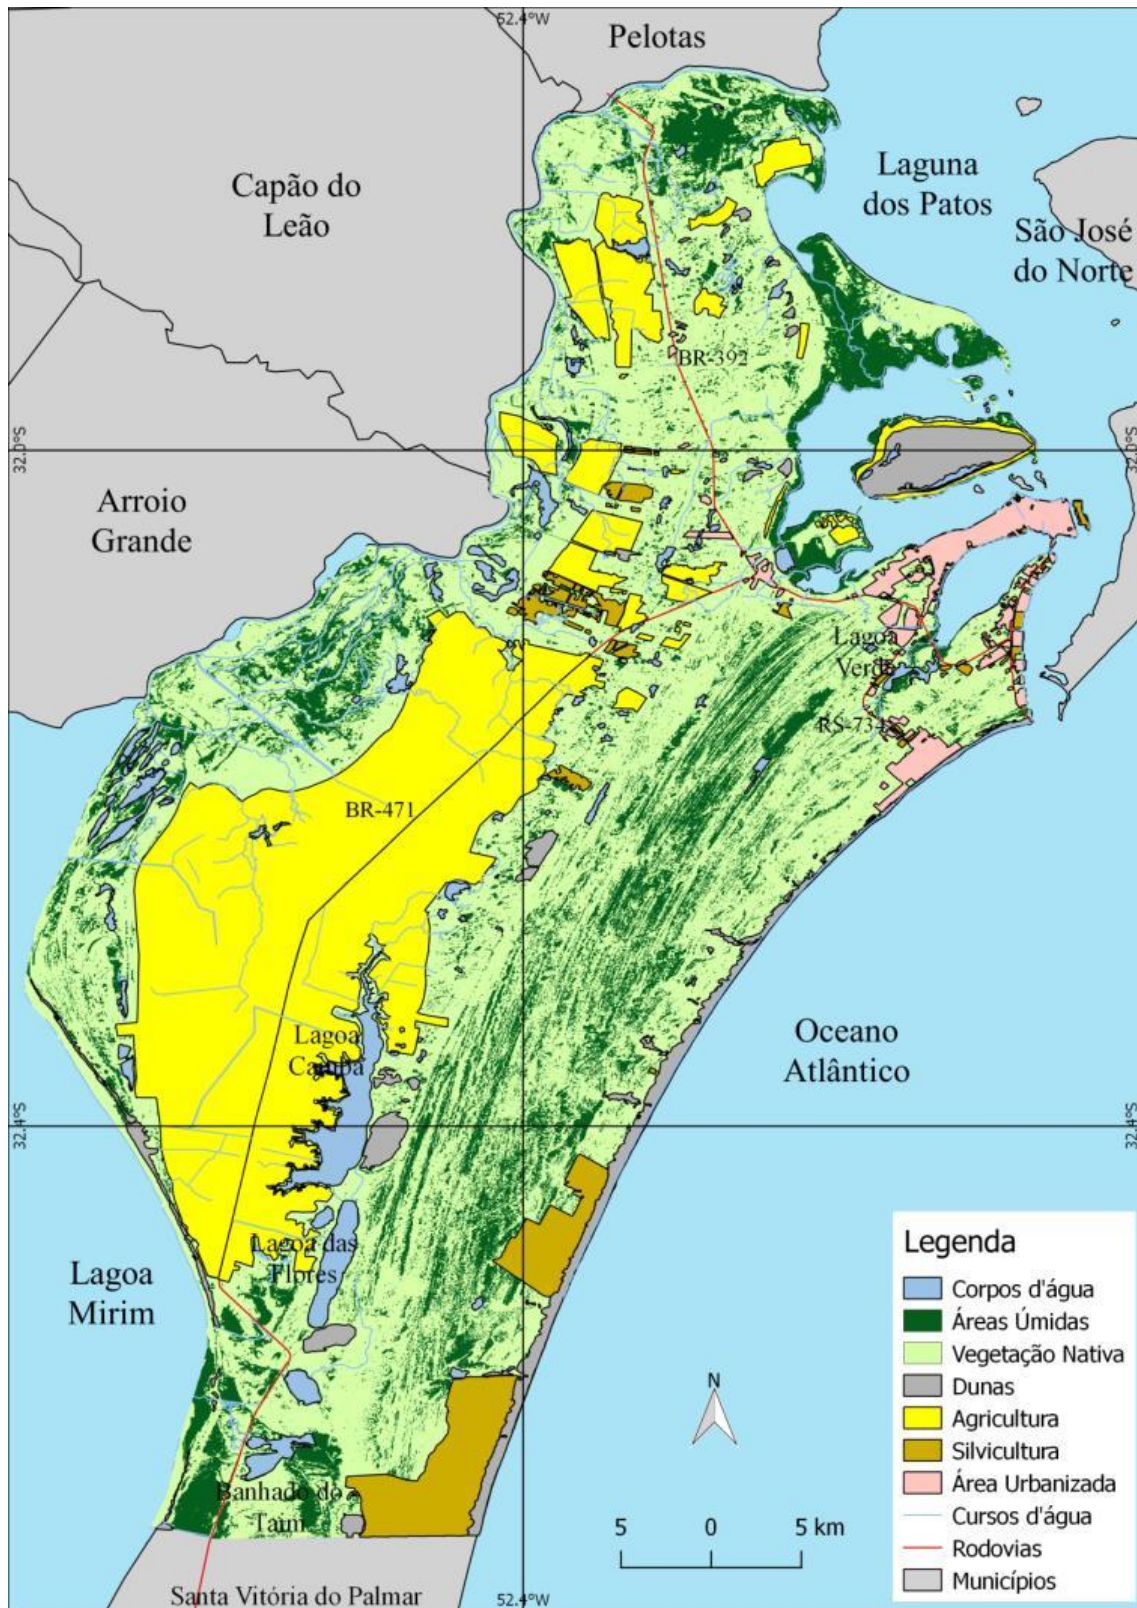 52.4°W
Pelotas
Capão do
Leão
Laguna
dos Patos
São José
do Norte
BR-392
32.0°S
32.0°S
Arroio
Grande
Lagoa
Verde
RS-734
BR-471
Lagoa
Caiubá
Oceano
Atlântico
32.4°S
32.4°S
Lagoa das
Flores
Lagoa
Mirim
Banhado do
Taim
Santa Vitória do Palmar
52.4°W
N
5 0 5 km
Legenda
Corpos d'água
Áreas Úmidas
Vegetação Nativa
Dunas
Agricultura
Silvicultura
Área Urbanizada
Cursos d'água
Rodovias
Municípios